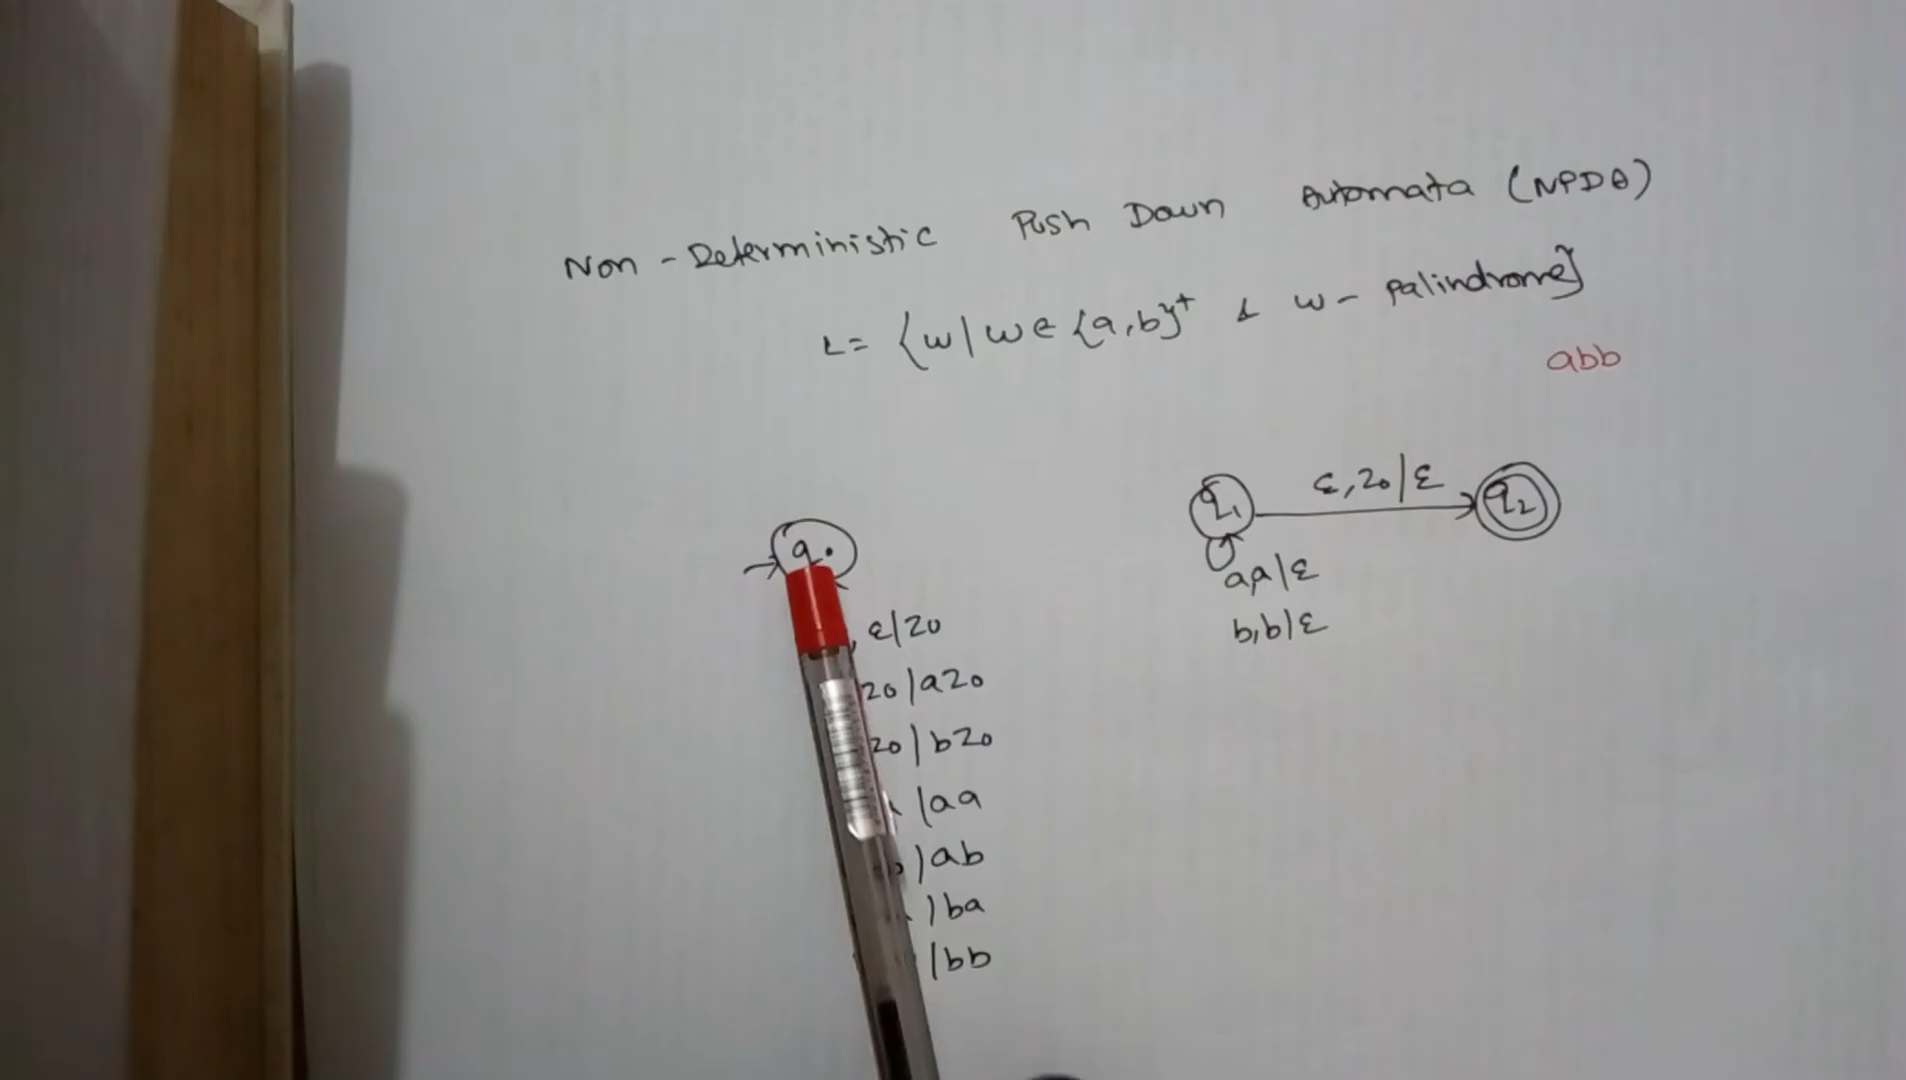 Non-Deterministic Push Down Automata (NPDA)
L = {w | w ∈ {a,b}⁺ & w - palindrome}
abb
q₁ ε,z₀|ε q₂
q₀
a,a|ε
b,b|ε
, ε|z₀
z₀|az₀
z₀|bz₀
|aa
|ab
|ba
|bb